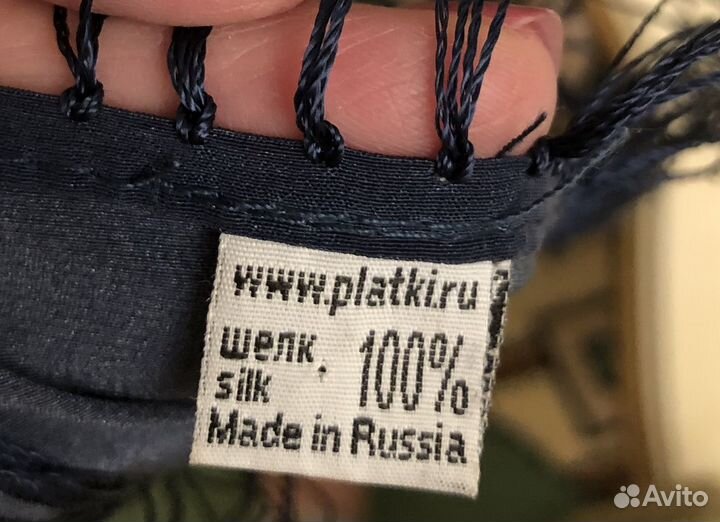 www.platki.ru
шелк, 100%
silk
Made in Russia
Avito